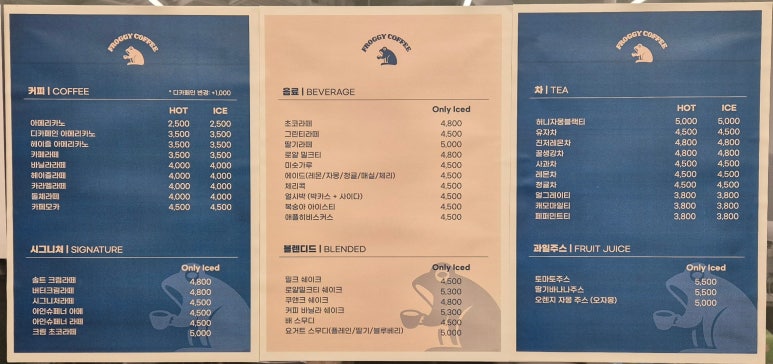 FROGGY COFFEE
커피 | COFFEE
* 디카페인 변경: +1,000
HOT ICE
아메리카노 2,500 2,500
디카페인 아메리카노 3,500 3,500
헤이즐 아메리카노 3,500 3,500
카페라떼 3,500 3,500
바닐라라떼 4,000 4,000
헤이즐라떼 4,000 4,000
카라멜라떼 4,000 4,000
돌체라떼 4,000 4,000
카페모카 4,500 4,500
시그니처 | SIGNATURE
Only Iced
솔트 크림라떼 4,800
버터크림라떼 4,800
시그니처라떼 4,500
아인슈페너 아메 4,500
아인슈페너 라떼 4,500
크림 초코라떼 5,000
FROGGY COFFEE
음료 | BEVERAGE
Only Iced
초코라떼 4,800
그린티라떼 4,500
딸기라떼 5,000
로얄 밀크티 4,800
미숫가루 4,500
에이드(레몬/자몽/청귤/매실/체리) 4,500
체리콕 4,500
얼사박 (박카스 + 사이다) 4,500
복숭아 아이스티 4,500
애플히비스커스 4,500
블렌디드 | BLENDED
Only Iced
밀크 쉐이크 4,500
로얄밀크티 쉐이크 5,300
쿠앤크 쉐이크 4,800
커피 바닐라 쉐이크 5,300
배 스무디 4,500
요거트 스무디(플레인/딸기/블루베리) 5,000
FROGGY COFFEE
차 | TEA
HOT ICE
허니자몽블랙티 5,000 5,000
유자차 4,500 4,500
진저레몬차 4,800 4,800
꿀생강차 4,800 4,800
사과차 4,500 4,500
레몬차 4,500 4,500
청귤차 4,500 4,500
얼그레이티 3,800 3,800
캐모마일티 3,800 3,800
페퍼민트티 3,800 3,800
과일주스 | FRUIT JUICE
Only Iced
토마토주스 5,500
딸기바나나주스 5,500
오렌지 자몽 주스 (오자몽) 5,000